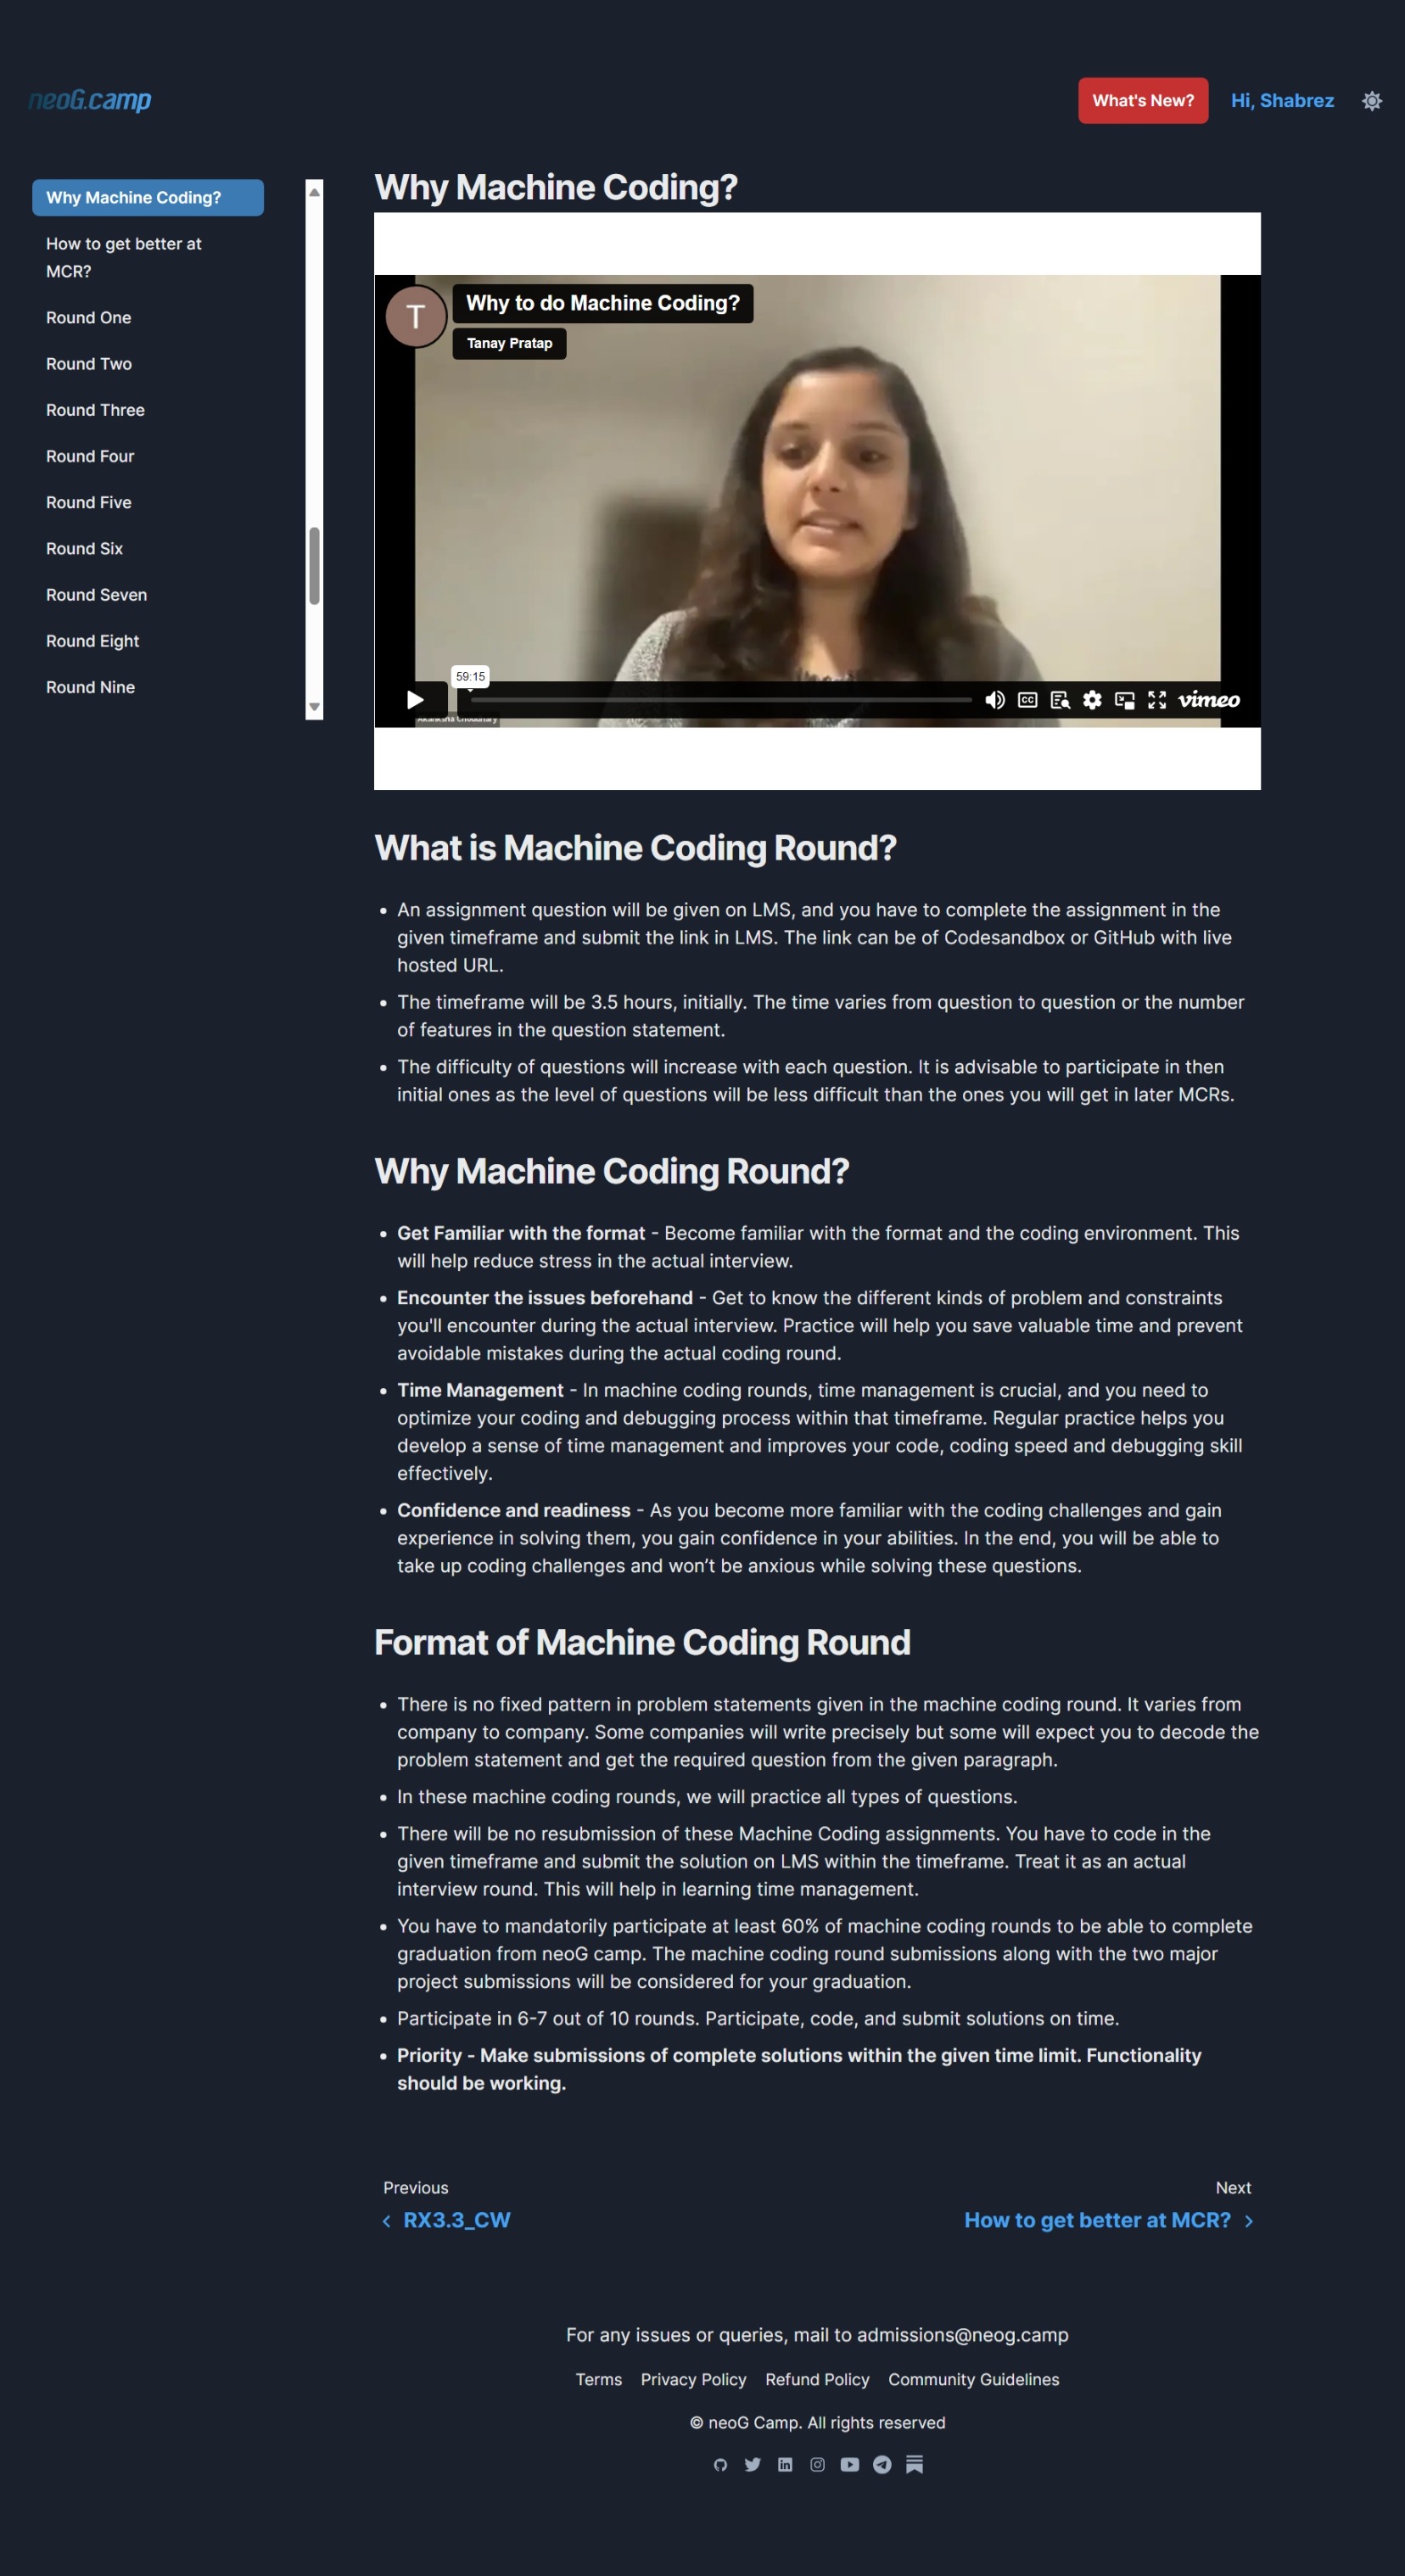 neoG.camp
What's New?
Hi, Shabrez
Why Machine Coding?
How to get better at
MCR?
Round One
Round Two
Round Three
Round Four
Round Five
Round Six
Round Seven
Round Eight
Round Nine
Why Machine Coding?
T
Why to do Machine Coding?
Tanay Pratap
59:15
CC
vimeo
Akanksha Choudhary
What is Machine Coding Round?
• An assignment question will be given on LMS, and you have to complete the assignment in the
given timeframe and submit the link in LMS. The link can be of Codesandbox or GitHub with live
hosted URL.
• The timeframe will be 3.5 hours, initially. The time varies from question to question or the number
of features in the question statement.
• The difficulty of questions will increase with each question. It is advisable to participate in then
initial ones as the level of questions will be less difficult than the ones you will get in later MCRs.
Why Machine Coding Round?
• Get Familiar with the format - Become familiar with the format and the coding environment. This
will help reduce stress in the actual interview.
• Encounter the issues beforehand - Get to know the different kinds of problem and constraints
you'll encounter during the actual interview. Practice will help you save valuable time and prevent
avoidable mistakes during the actual coding round.
• Time Management - In machine coding rounds, time management is crucial, and you need to
optimize your coding and debugging process within that timeframe. Regular practice helps you
develop a sense of time management and improves your code, coding speed and debugging skill
effectively.
• Confidence and readiness - As you become more familiar with the coding challenges and gain
experience in solving them, you gain confidence in your abilities. In the end, you will be able to
take up coding challenges and won’t be anxious while solving these questions.
Format of Machine Coding Round
• There is no fixed pattern in problem statements given in the machine coding round. It varies from
company to company. Some companies will write precisely but some will expect you to decode the
problem statement and get the required question from the given paragraph.
• In these machine coding rounds, we will practice all types of questions.
• There will be no resubmission of these Machine Coding assignments. You have to code in the
given timeframe and submit the solution on LMS within the timeframe. Treat it as an actual
interview round. This will help in learning time management.
• You have to mandatorily participate at least 60% of machine coding rounds to be able to complete
graduation from neoG camp. The machine coding round submissions along with the two major
project submissions will be considered for your graduation.
• Participate in 6-7 out of 10 rounds. Participate, code, and submit solutions on time.
• Priority - Make submissions of complete solutions within the given time limit. Functionality
should be working.
Previous
RX3.3_CW
Next
How to get better at MCR?
For any issues or queries, mail to admissions@neog.camp
Terms Privacy Policy Refund Policy Community Guidelines
© neoG Camp. All rights reserved